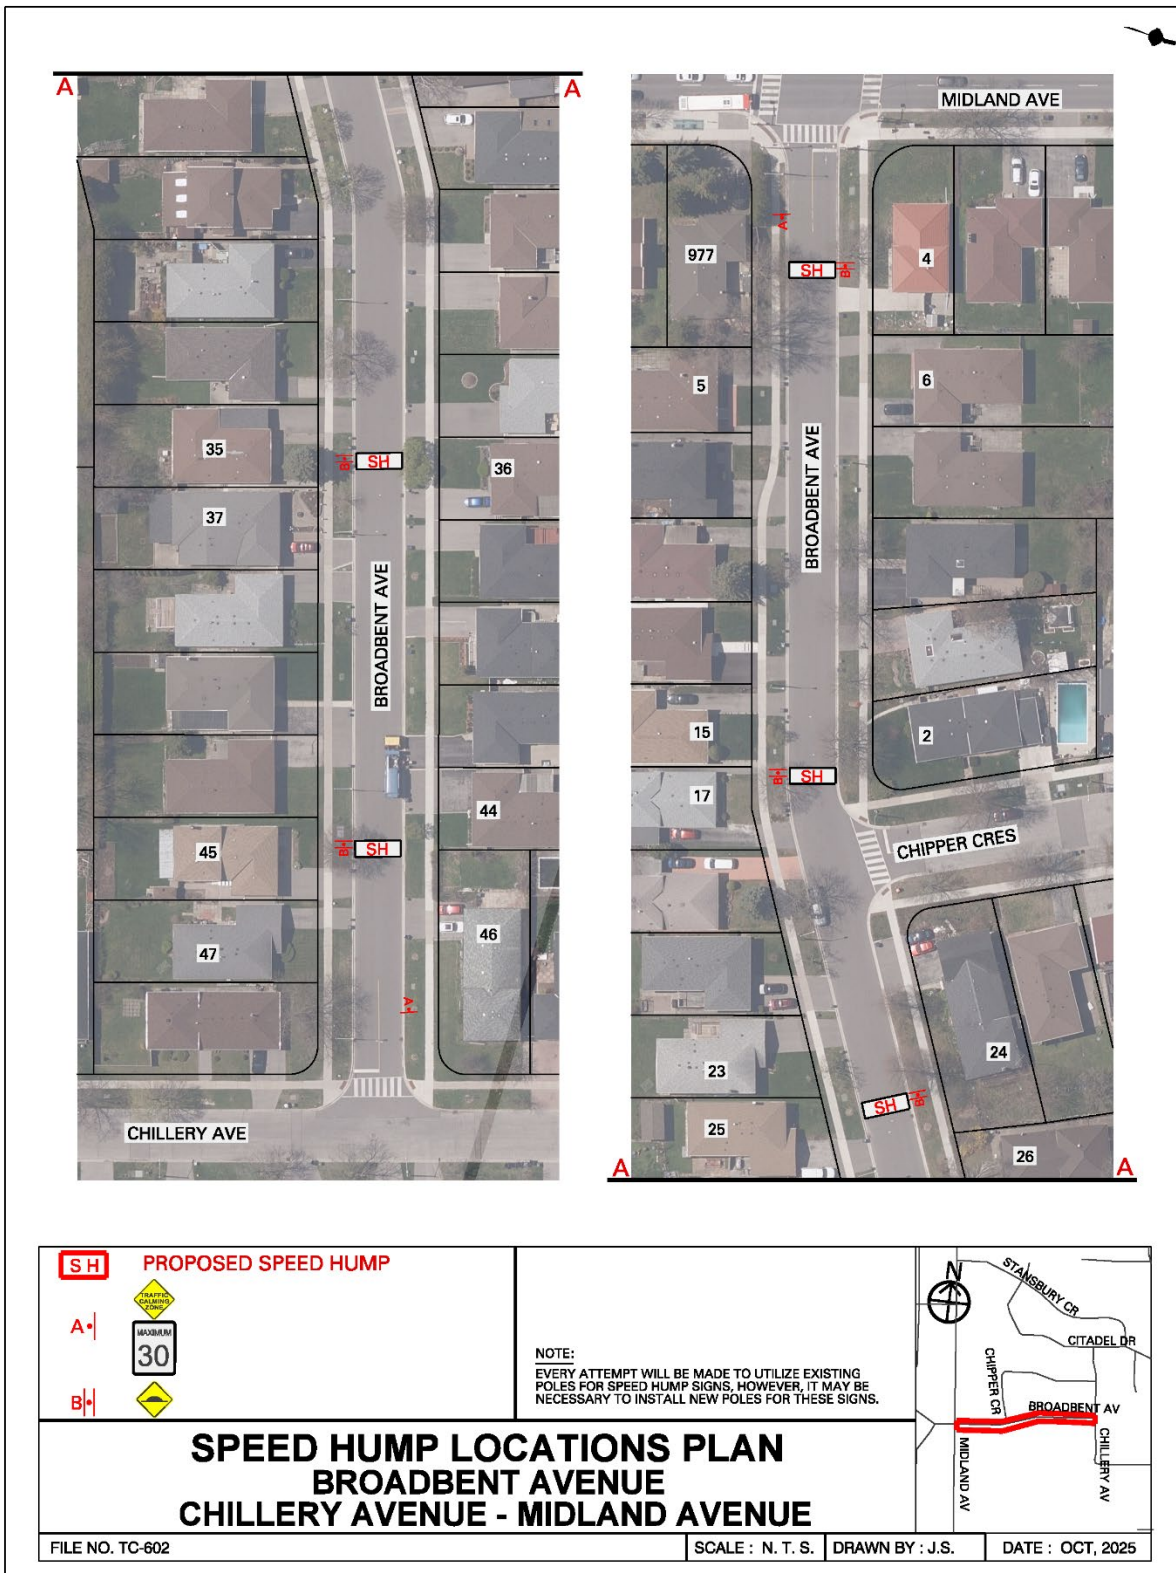 A
A
35
SH
B
36
37
BROADBENT AVE
44
45
SH
B
46
47
A
CHILLERY AVE
MIDLAND AVE
A
977
SH
B
4
5
6
BROADBENT AVE
15
2
SH
B
17
CHIPPER CRES
24
23
SH
B
25
26
A
A
SH PROPOSED SPEED HUMP
TRAFFIC
CALMING
ZONE
A
MAXIMUM
30
B
NOTE:
EVERY ATTEMPT WILL BE MADE TO UTILIZE EXISTING
POLES FOR SPEED HUMP SIGNS, HOWEVER, IT MAY BE
NECESSARY TO INSTALL NEW POLES FOR THESE SIGNS.
N
STANSBURY CR
CITADEL DR
CHIPPER CR
BROADBENT AV
MIDLAND AV
CHILLERY AV
SPEED HUMP LOCATIONS PLAN
BROADBENT AVENUE
CHILLERY AVENUE - MIDLAND AVENUE
FILE NO. TC-602
SCALE : N. T. S.
DRAWN BY : J.S.
DATE : OCT, 2025